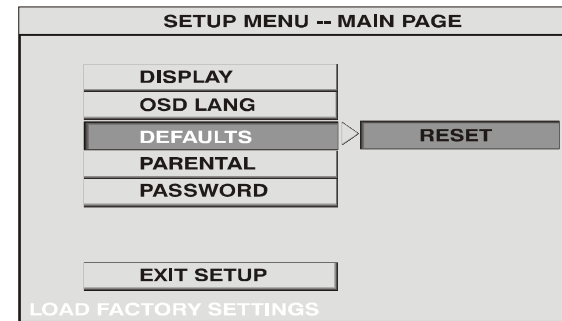 SETUP MENU -- MAIN PAGE
DISPLAY
OSD LANG
DEFAULTS RESET
PARENTAL
PASSWORD
EXIT SETUP
LOAD FACTORY SETTINGS